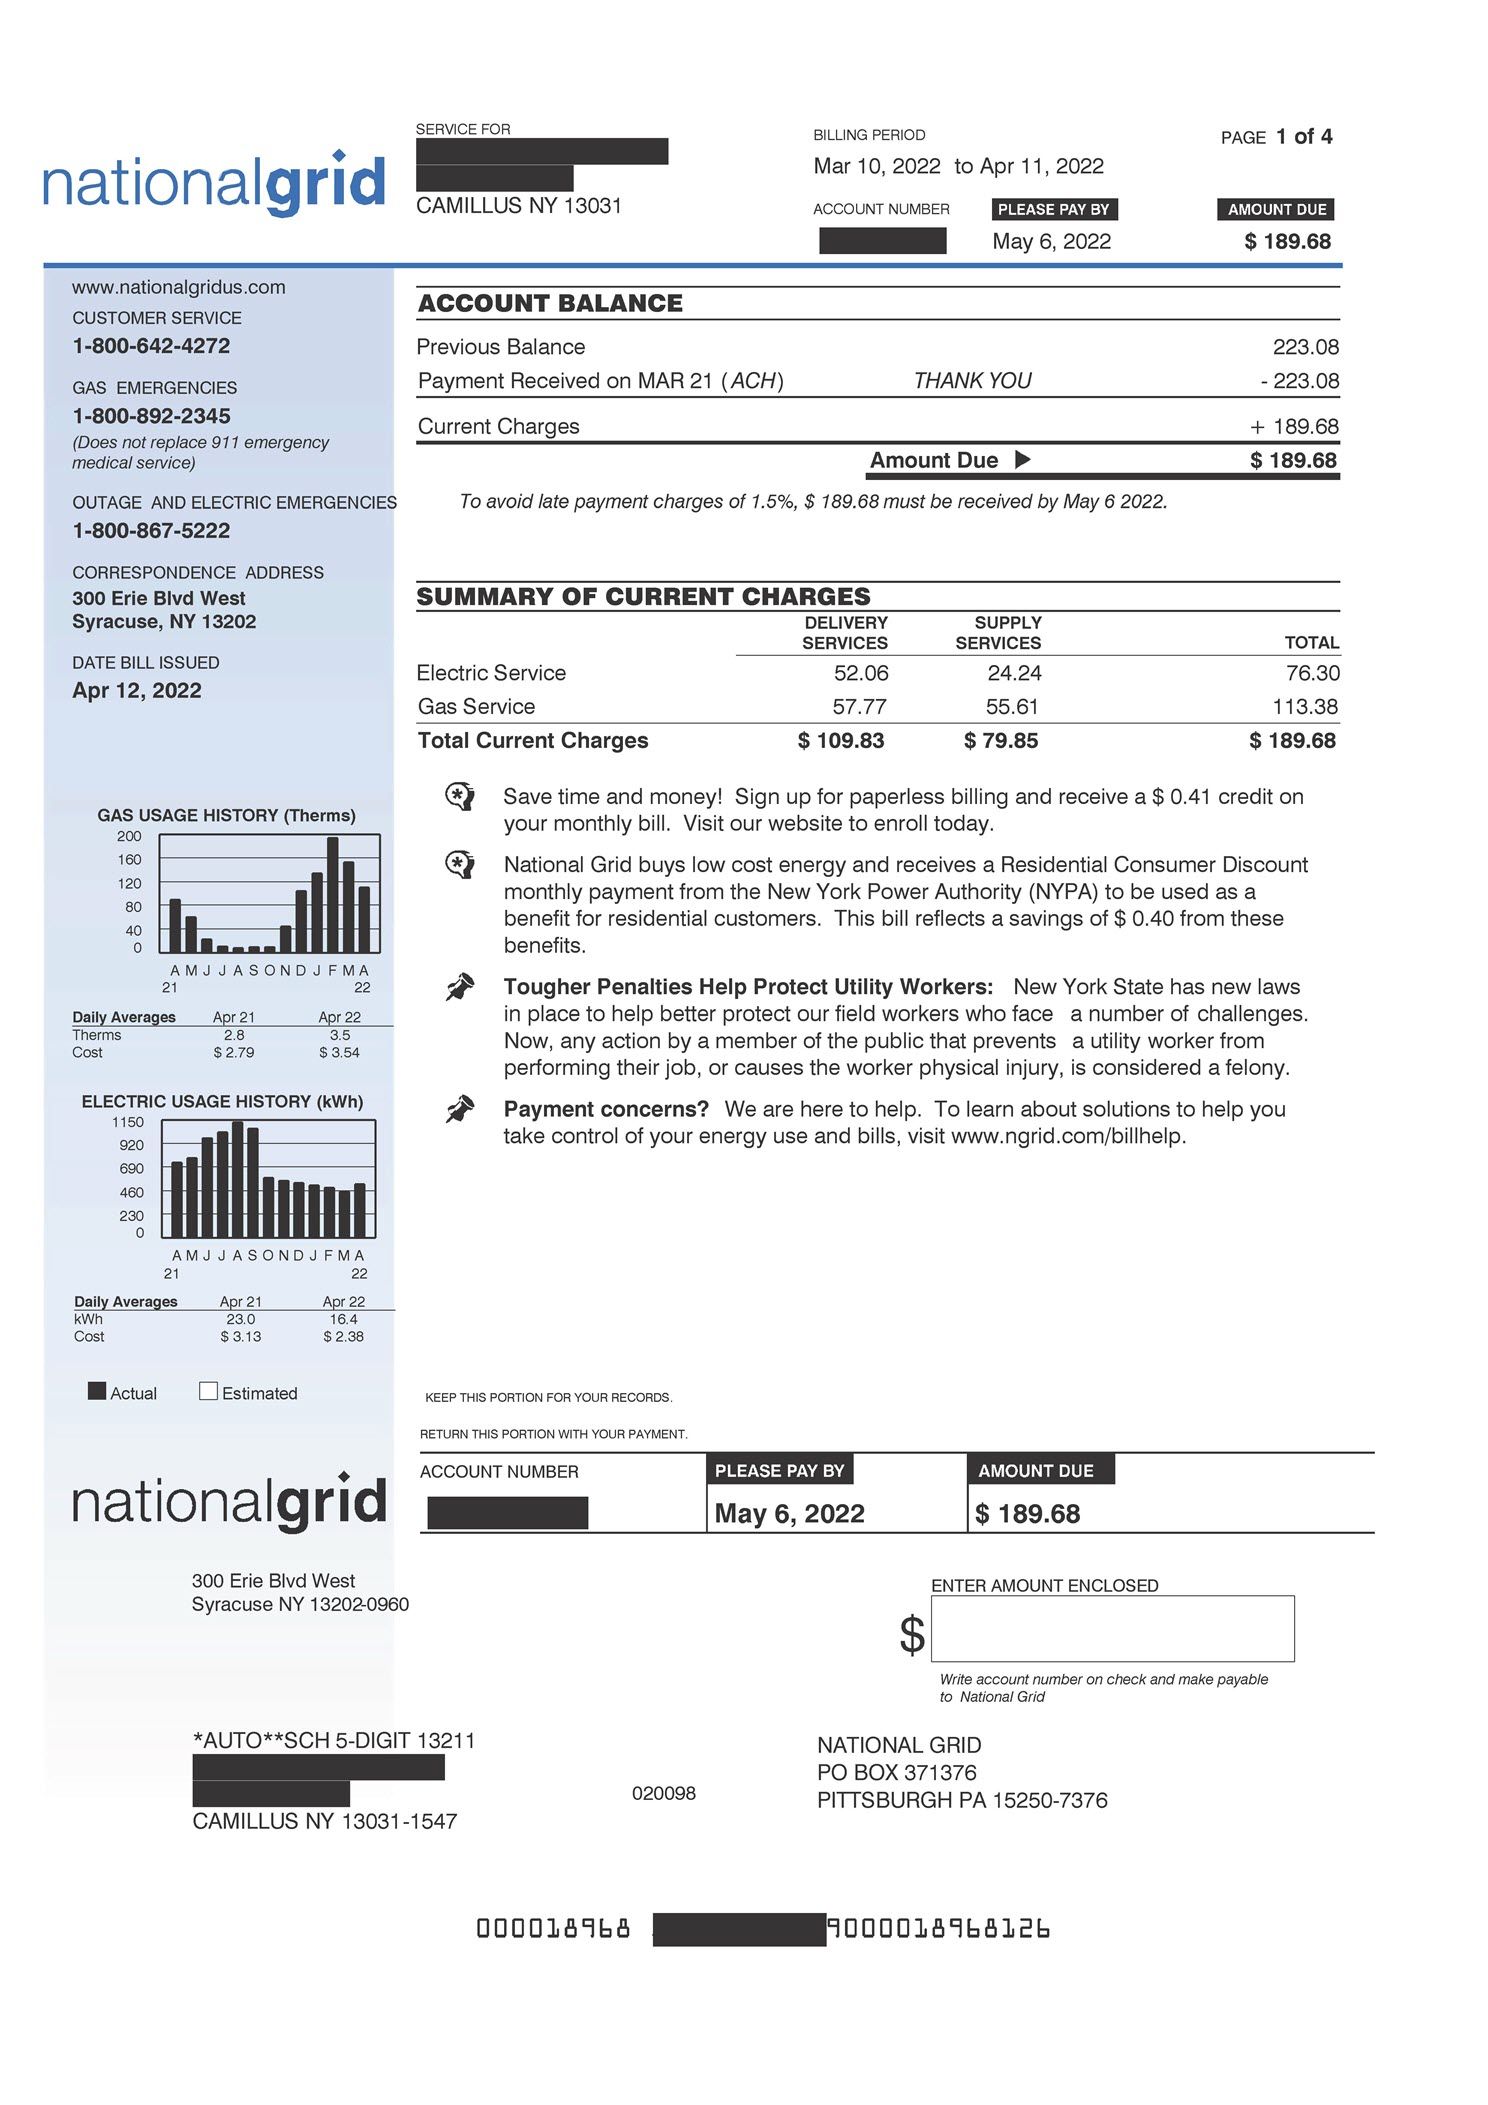 nationalgrid
SERVICE FOR
CAMILLUS NY 13031
BILLING PERIOD
Mar 10, 2022 to Apr 11, 2022
PAGE 1 of 4
ACCOUNT NUMBER
PLEASE PAY BY
May 6, 2022
AMOUNT DUE
$ 189.68
www.nationalgridus.com
CUSTOMER SERVICE
1-800-642-4272
GAS EMERGENCIES
1-800-892-2345
(Does not replace 911 emergency
medical service)
OUTAGE AND ELECTRIC EMERGENCIES
1-800-867-5222
CORRESPONDENCE ADDRESS
300 Erie Blvd West
Syracuse, NY 13202
DATE BILL ISSUED
Apr 12, 2022
GAS USAGE HISTORY (Therms)
200
160
120
80
40
0
A M J J A S O N D J F M A
21 22
Daily Averages Apr 21 Apr 22
Therms 2.8 3.5
Cost $ 2.79 $ 3.54
ELECTRIC USAGE HISTORY (kWh)
1150
920
690
460
230
0
A M J J A S O N D J F M A
21 22
Daily Averages Apr 21 Apr 22
kWh 23.0 16.4
Cost $ 3.13 $ 2.38
Actual Estimated
ACCOUNT BALANCE
Previous Balance 223.08
Payment Received on MAR 21 (ACH) THANK YOU - 223.08
Current Charges + 189.68
Amount Due $ 189.68
To avoid late payment charges of 1.5%, $ 189.68 must be received by May 6 2022.
SUMMARY OF CURRENT CHARGES
DELIVERY SUPPLY
SERVICES SERVICES TOTAL
Electric Service 52.06 24.24 76.30
Gas Service 57.77 55.61 113.38
Total Current Charges $ 109.83 $ 79.85 $ 189.68
Save time and money! Sign up for paperless billing and receive a $ 0.41 credit on
your monthly bill. Visit our website to enroll today.
National Grid buys low cost energy and receives a Residential Consumer Discount
monthly payment from the New York Power Authority (NYPA) to be used as a
benefit for residential customers. This bill reflects a savings of $ 0.40 from these
benefits.
Tougher Penalties Help Protect Utility Workers: New York State has new laws
in place to help better protect our field workers who face a number of challenges.
Now, any action by a member of the public that prevents a utility worker from
performing their job, or causes the worker physical injury, is considered a felony.
Payment concerns? We are here to help. To learn about solutions to help you
take control of your energy use and bills, visit www.ngrid.com/billhelp.
KEEP THIS PORTION FOR YOUR RECORDS.
RETURN THIS PORTION WITH YOUR PAYMENT.
nationalgrid
ACCOUNT NUMBER
PLEASE PAY BY
May 6, 2022
AMOUNT DUE
$ 189.68
300 Erie Blvd West
Syracuse NY 13202-0960
ENTER AMOUNT ENCLOSED
$
Write account number on check and make payable
to National Grid
*AUTO**SCH 5-DIGIT 13211
CAMILLUS NY 13031-1547
020098
NATIONAL GRID
PO BOX 371376
PITTSBURGH PA 15250-7376
000018968 90000018968126